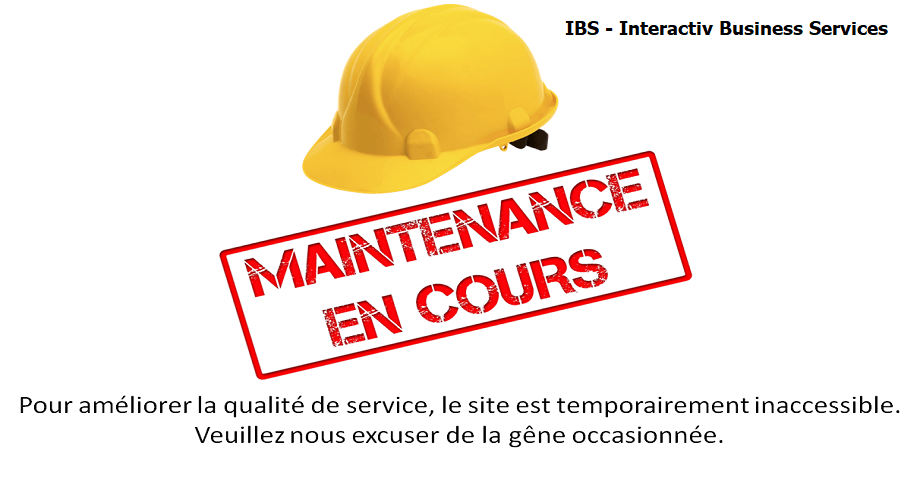 IBS - Interactiv Business Services
MAINTENANCE
EN COURS
Pour améliorer la qualité de service, le site est temporairement inaccessible.
Veuillez nous excuser de la gêne occasionnée.